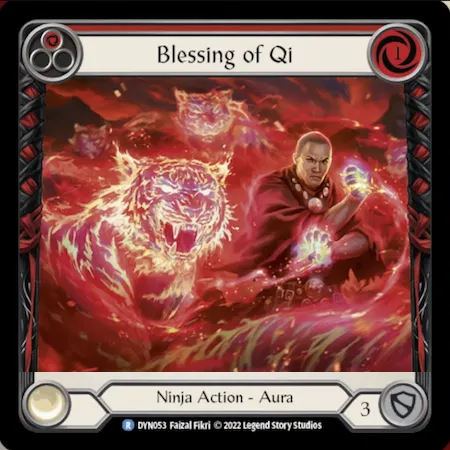 Blessing of Qi
1
Ninja Action - Aura
3
R DYN053 Faizal Fikri © 2022 Legend Story Studios